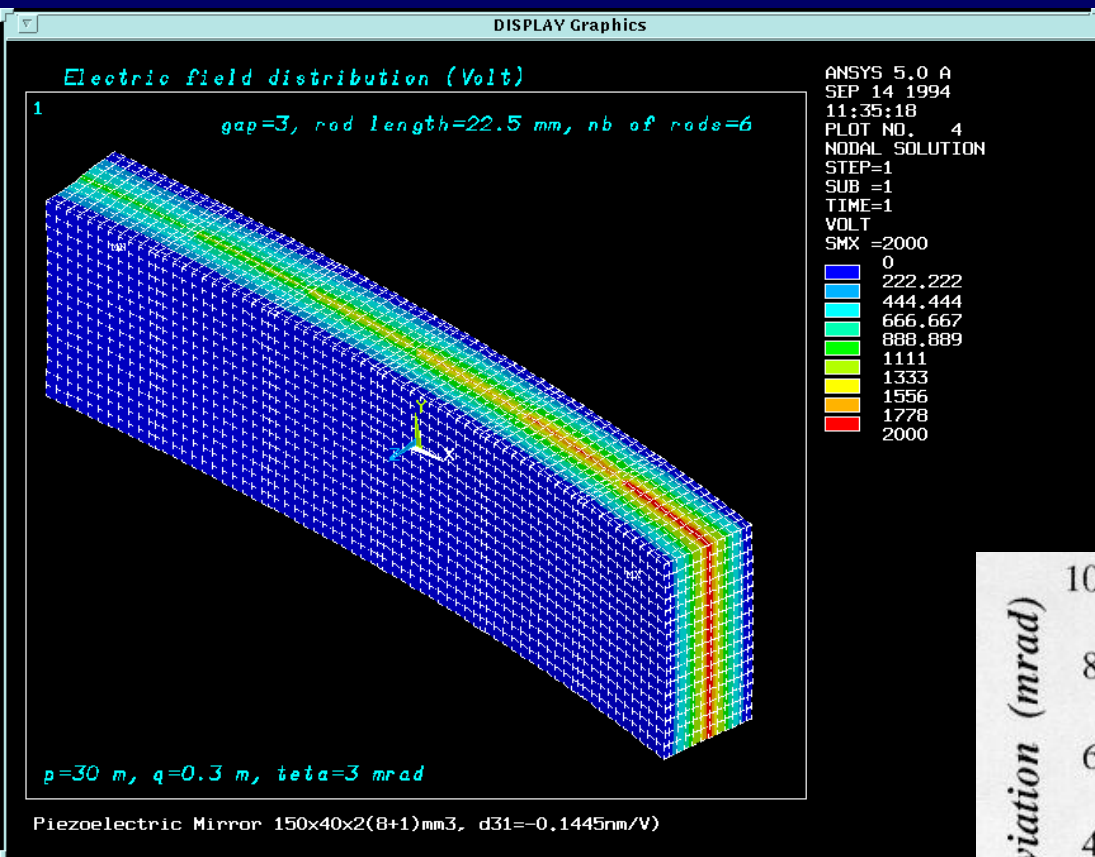 DISPLAY Graphics
Electric field distribution (Volt)
1
gap=3, rod length=22.5 mm, nb of rods=6
MN
Y
X
MX
p=30 m, q=0.3 m, teta=3 mrad
Piezoelectric Mirror 150x40x2(8+1)mm3, d31=-0.1445nm/V)
ANSYS 5.0 A
SEP 14 1994
11:35:18
PLOT NO. 4
NODAL SOLUTION
STEP=1
SUB =1
TIME=1
VOLT
SMX =2000
0
222.222
444.444
666.667
888.889
1111
1333
1556
1778
2000
10
8
6
4
viation (mrad)